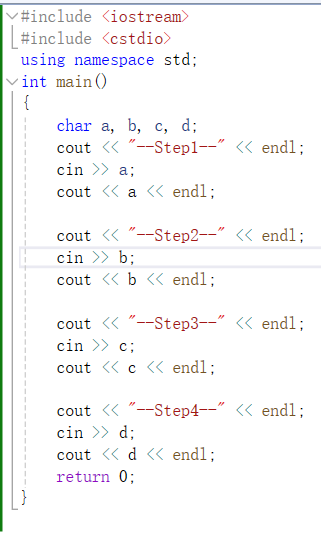 #include <iostream>
#include <cstdio>
using namespace std;
int main()
{
    char a, b, c, d;
    cout << "--Step1--" << endl;
    cin >> a;
    cout << a << endl;

    cout << "--Step2--" << endl;
    cin >> b;
    cout << b << endl;

    cout << "--Step3--" << endl;
    cin >> c;
    cout << c << endl;

    cout << "--Step4--" << endl;
    cin >> d;
    cout << d << endl;
    return 0;
}